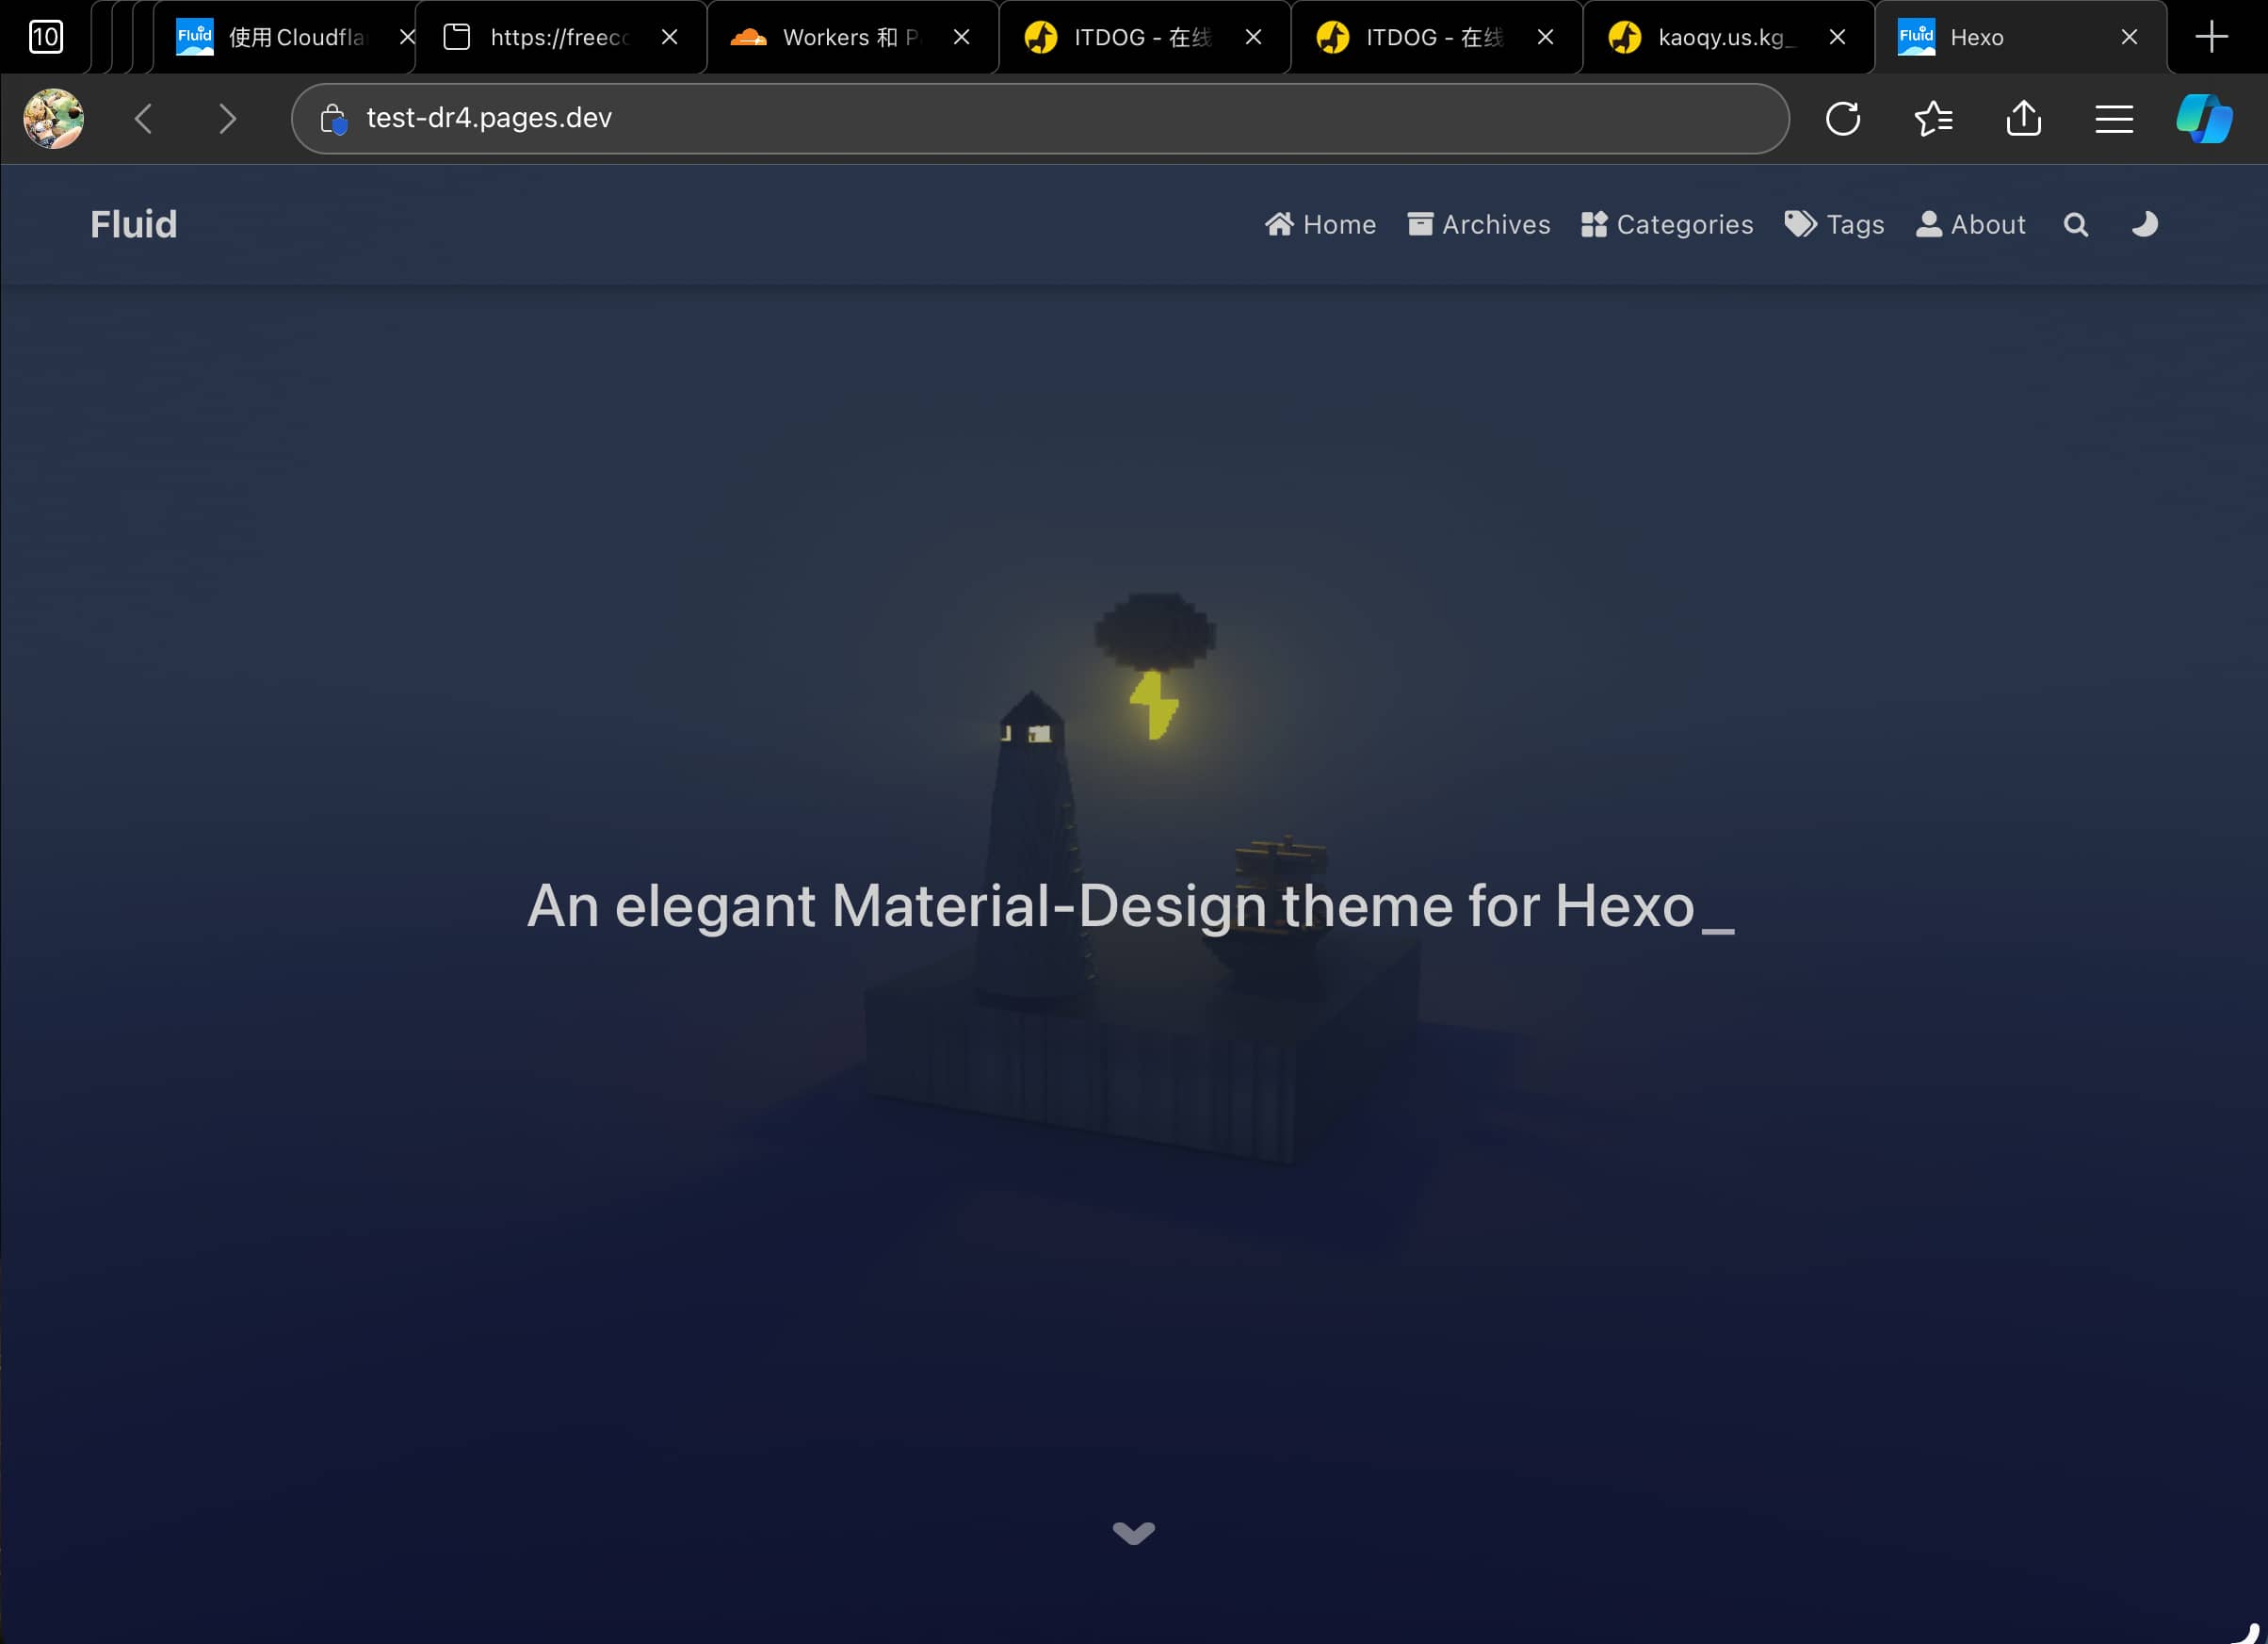 10
Fluid 使用 Cloudfla
https://freecc
Workers 和 P
ITDOG - 在线
ITDOG - 在线
kaoqy.us.kg_
Fluid Hexo
test-dr4.pages.dev
Fluid
Home Archives Categories Tags About
An elegant Material-Design theme for Hexo_